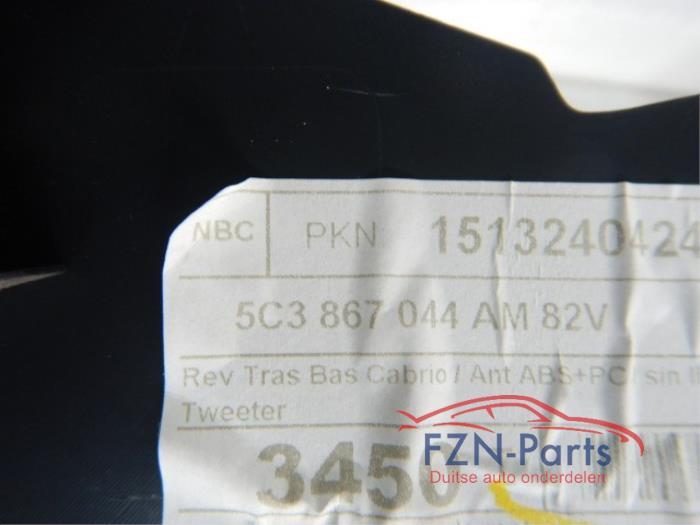 NBC PKN 1513240424
5C3 867 044 AM 82V
Rev Tras Bas Cabrio / Ant ABS+PC / sin
Tweeter
3450
FZN-Parts
Duitse auto onderdelen